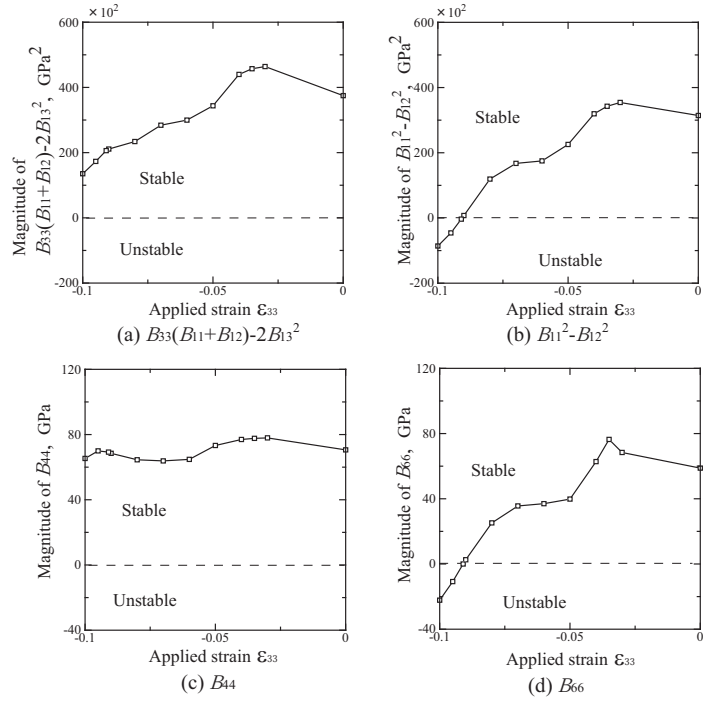 × 10²
600
400
200
0
-200
Magnitude of
B₃₃(B₁₁+B₁₂)-2B₁₃², GPa²
Stable
Unstable
-0.1
-0.05
0
Applied strain ε₃₃
(a) B₃₃(B₁₁+B₁₂)-2B₁₃²
× 10²
600
400
200
0
-200
Magnitude of B₁₁²-B₁₂², GPa²
Stable
Unstable
-0.1
-0.05
0
Applied strain ε₃₃
(b) B₁₁²-B₁₂²
120
80
40
0
-40
Magnitude of B₄₄, GPa
Stable
Unstable
-0.1
-0.05
0
Applied strain ε₃₃
(c) B₄₄
120
80
40
0
-40
Magnitude of B₆₆, GPa
Stable
Unstable
-0.1
-0.05
0
Applied strain ε₃₃
(d) B₆₆